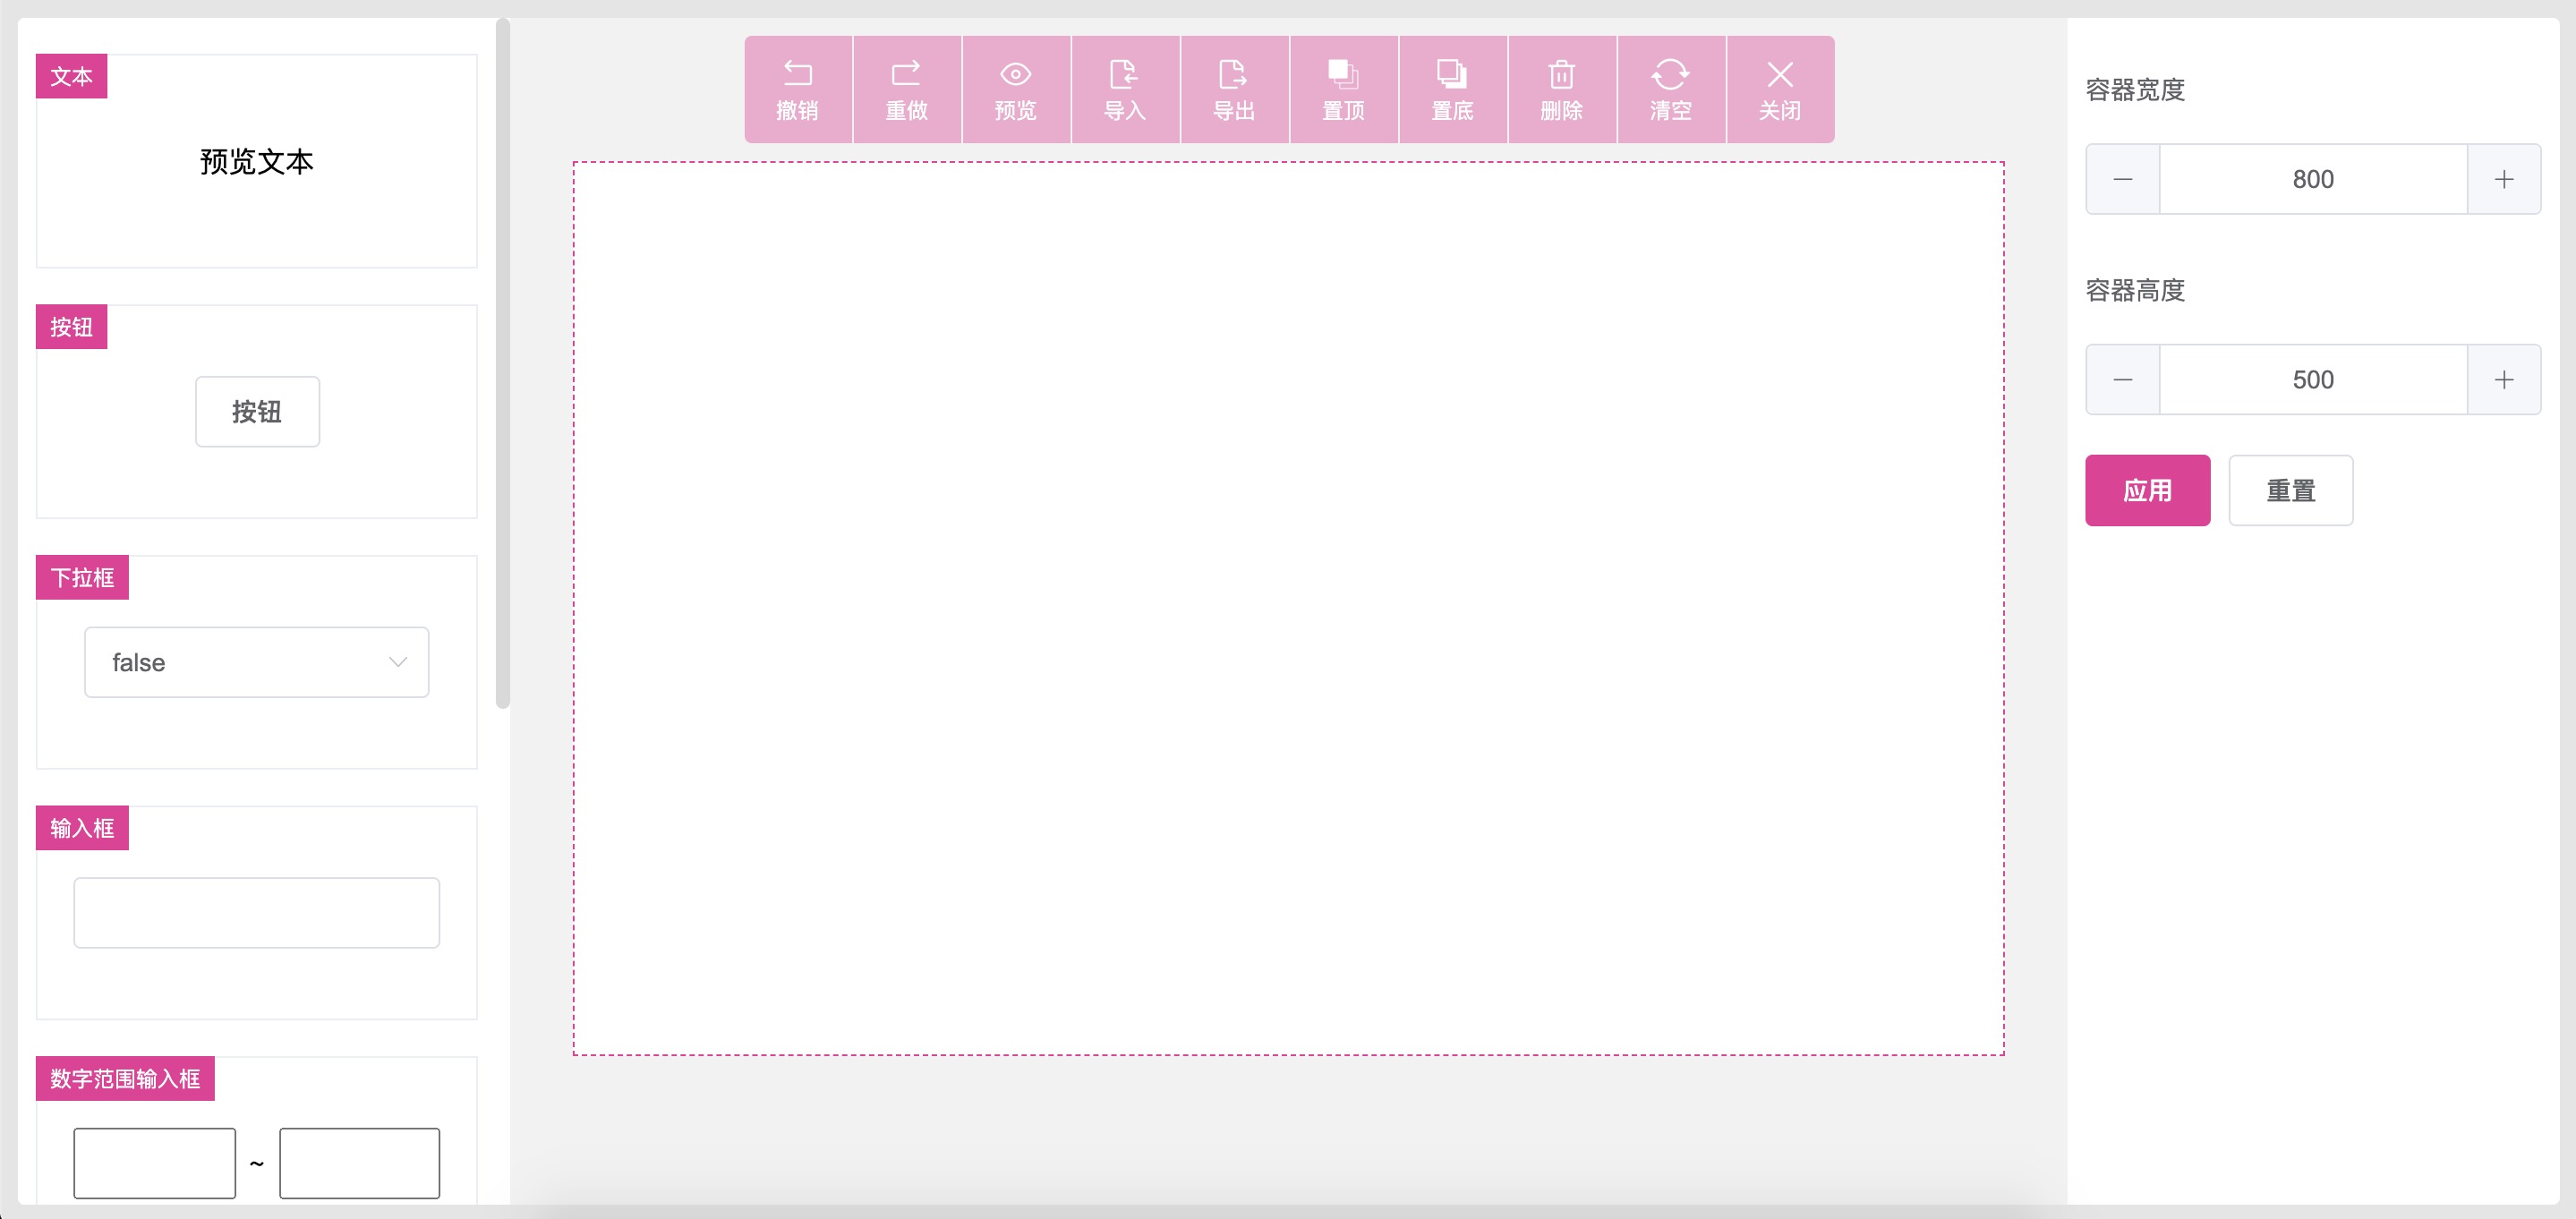 文本
预览文本
按钮
按钮
下拉框
false
输入框
数字范围输入框
~
撤销 重做 预览 导入 导出 置顶 置底 删除 清空 关闭
容器宽度
800
容器高度
500
应用 重置